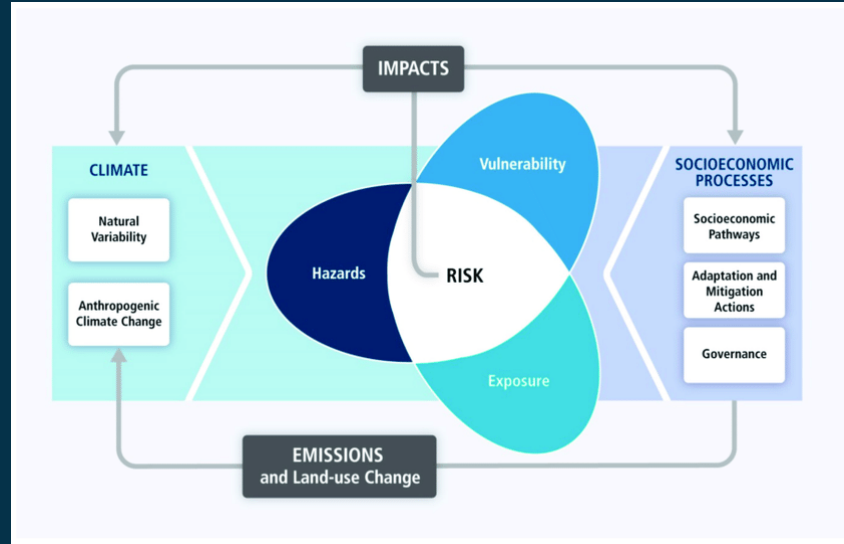 IMPACTS
CLIMATE
Natural
Variability
Anthropogenic
Climate Change
Vulnerability
Hazards
RISK
Exposure
SOCIOECONOMIC
PROCESSES
Socioeconomic
Pathways
Adaptation and
Mitigation
Actions
Governance
EMISSIONS
and Land-use Change